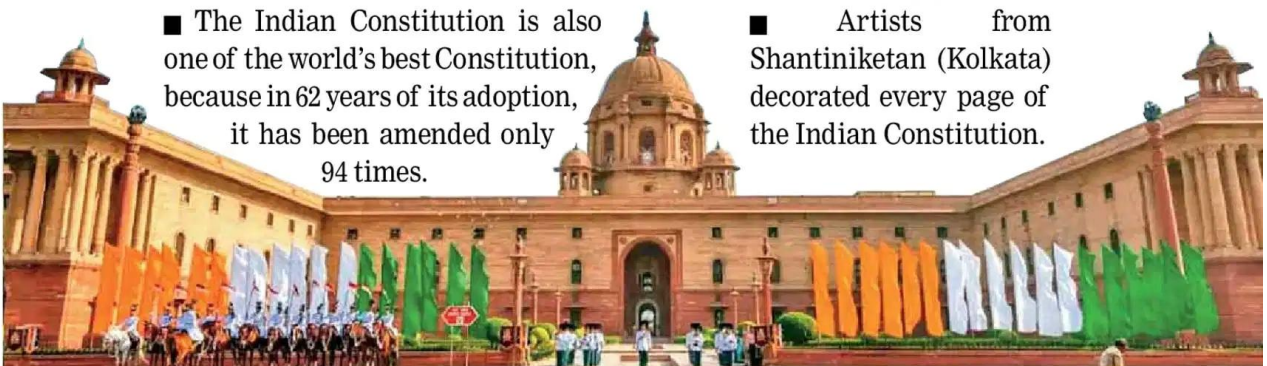 ■ The Indian Constitution is also
one of the world's best Constitution,
because in 62 years of its adoption,
it has been amended only
94 times.
■ Artists from
Shantiniketan (Kolkata)
decorated every page of
the Indian Constitution.